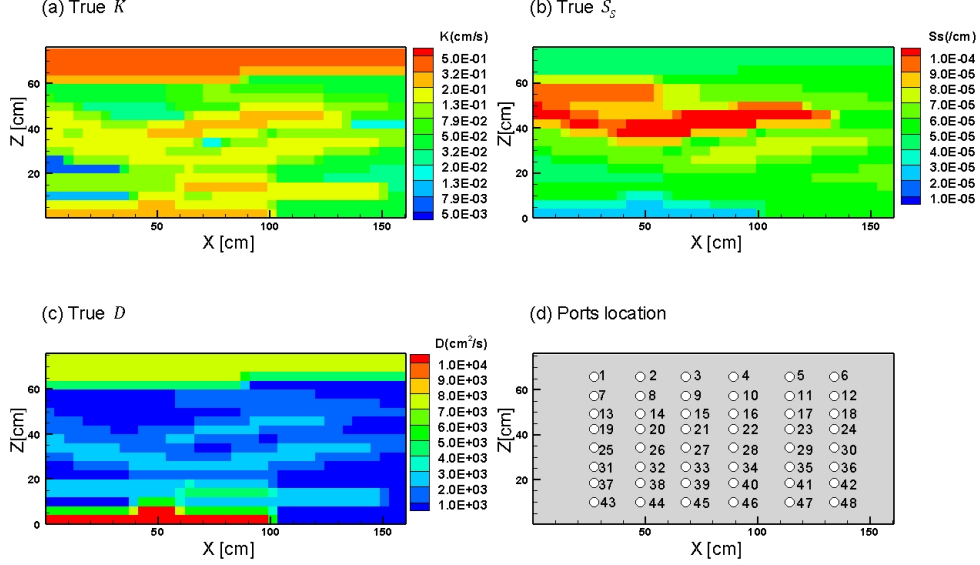 (a) True K
(b) True Ss
K(cm/s)
5.0E-01
3.2E-01
2.0E-01
1.3E-01
7.9E-02
5.0E-02
3.2E-02
2.0E-02
1.3E-02
7.9E-03
5.0E-03
Z [cm]
60
40
20
0
50
100
150
X [cm]
Ss(/cm)
1.0E-04
9.0E-05
8.0E-05
7.0E-05
6.0E-05
5.0E-05
4.0E-05
3.0E-05
2.0E-05
1.0E-05
Z[cm]
60
40
20
0
50
100
150
X [cm]
(c) True D
(d) Ports location
D(cm²/s)
1.0E+04
9.0E+03
8.0E+03
7.0E+03
6.0E+03
5.0E+03
4.0E+03
3.0E+03
2.0E+03
1.0E+03
Z[cm]
60
40
20
0
50
100
150
X [cm]
Z[cm]
60
40
20
0
1 2 3 4 5 6
7 8 9 10 11 12
13 14 15 16 17 18
19 20 21 22 23 24
25 26 27 28 29 30
31 32 33 34 35 36
37 38 39 40 41 42
43 44 45 46 47 48
50
100
150
X [cm]